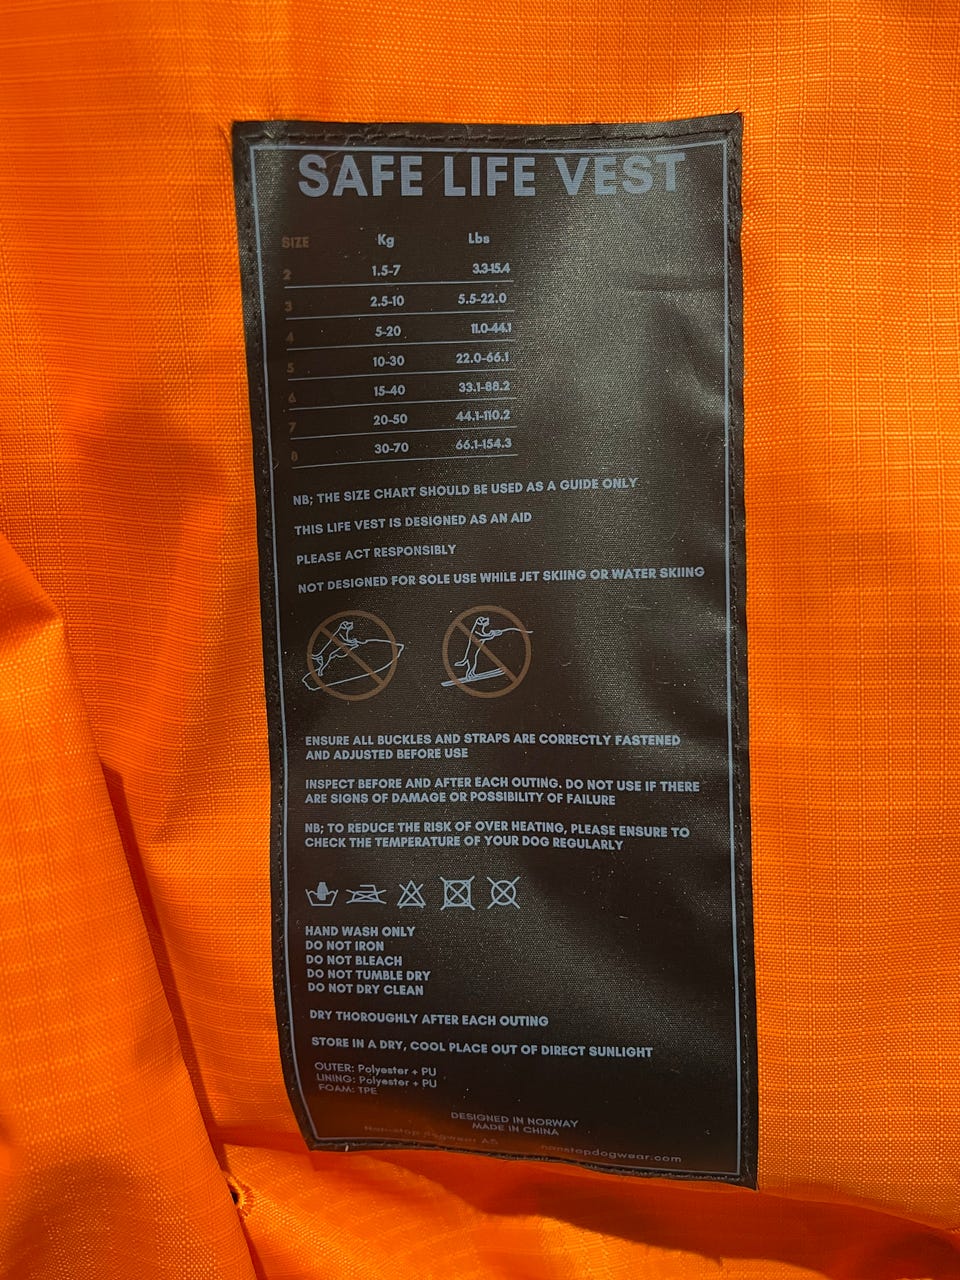 SAFE LIFE VEST
SIZE Kg Lbs
2 1.5-7 3.3-15.4
3 2.5-10 5.5-22.0
4 5-20 11.0-44.1
5 10-30 22.0-66.1
6 15-40 33.1-88.2
7 20-50 44.1-110.2
8 30-70 66.1-154.3
NB; THE SIZE CHART SHOULD BE USED AS A GUIDE ONLY
THIS LIFE VEST IS DESIGNED AS AN AID
PLEASE ACT RESPONSIBLY
NOT DESIGNED FOR SOLE USE WHILE JET SKIING OR WATER SKIING
ENSURE ALL BUCKLES AND STRAPS ARE CORRECTLY FASTENED
AND ADJUSTED BEFORE USE
INSPECT BEFORE AND AFTER EACH OUTING. DO NOT USE IF THERE
ARE SIGNS OF DAMAGE OR POSSIBILITY OF FAILURE
NB; TO REDUCE THE RISK OF OVER HEATING, PLEASE ENSURE TO
CHECK THE TEMPERATURE OF YOUR DOG REGULARLY
HAND WASH ONLY
DO NOT IRON
DO NOT BLEACH
DO NOT TUMBLE DRY
DO NOT DRY CLEAN
DRY THOROUGHLY AFTER EACH OUTING
STORE IN A DRY, COOL PLACE OUT OF DIRECT SUNLIGHT
OUTER: Polyester + PU
LINING: Polyester + PU
FOAM: TPE
DESIGNED IN NORWAY
MADE IN CHINA
Non-stop dogwear AS
nonstopdogwear.com